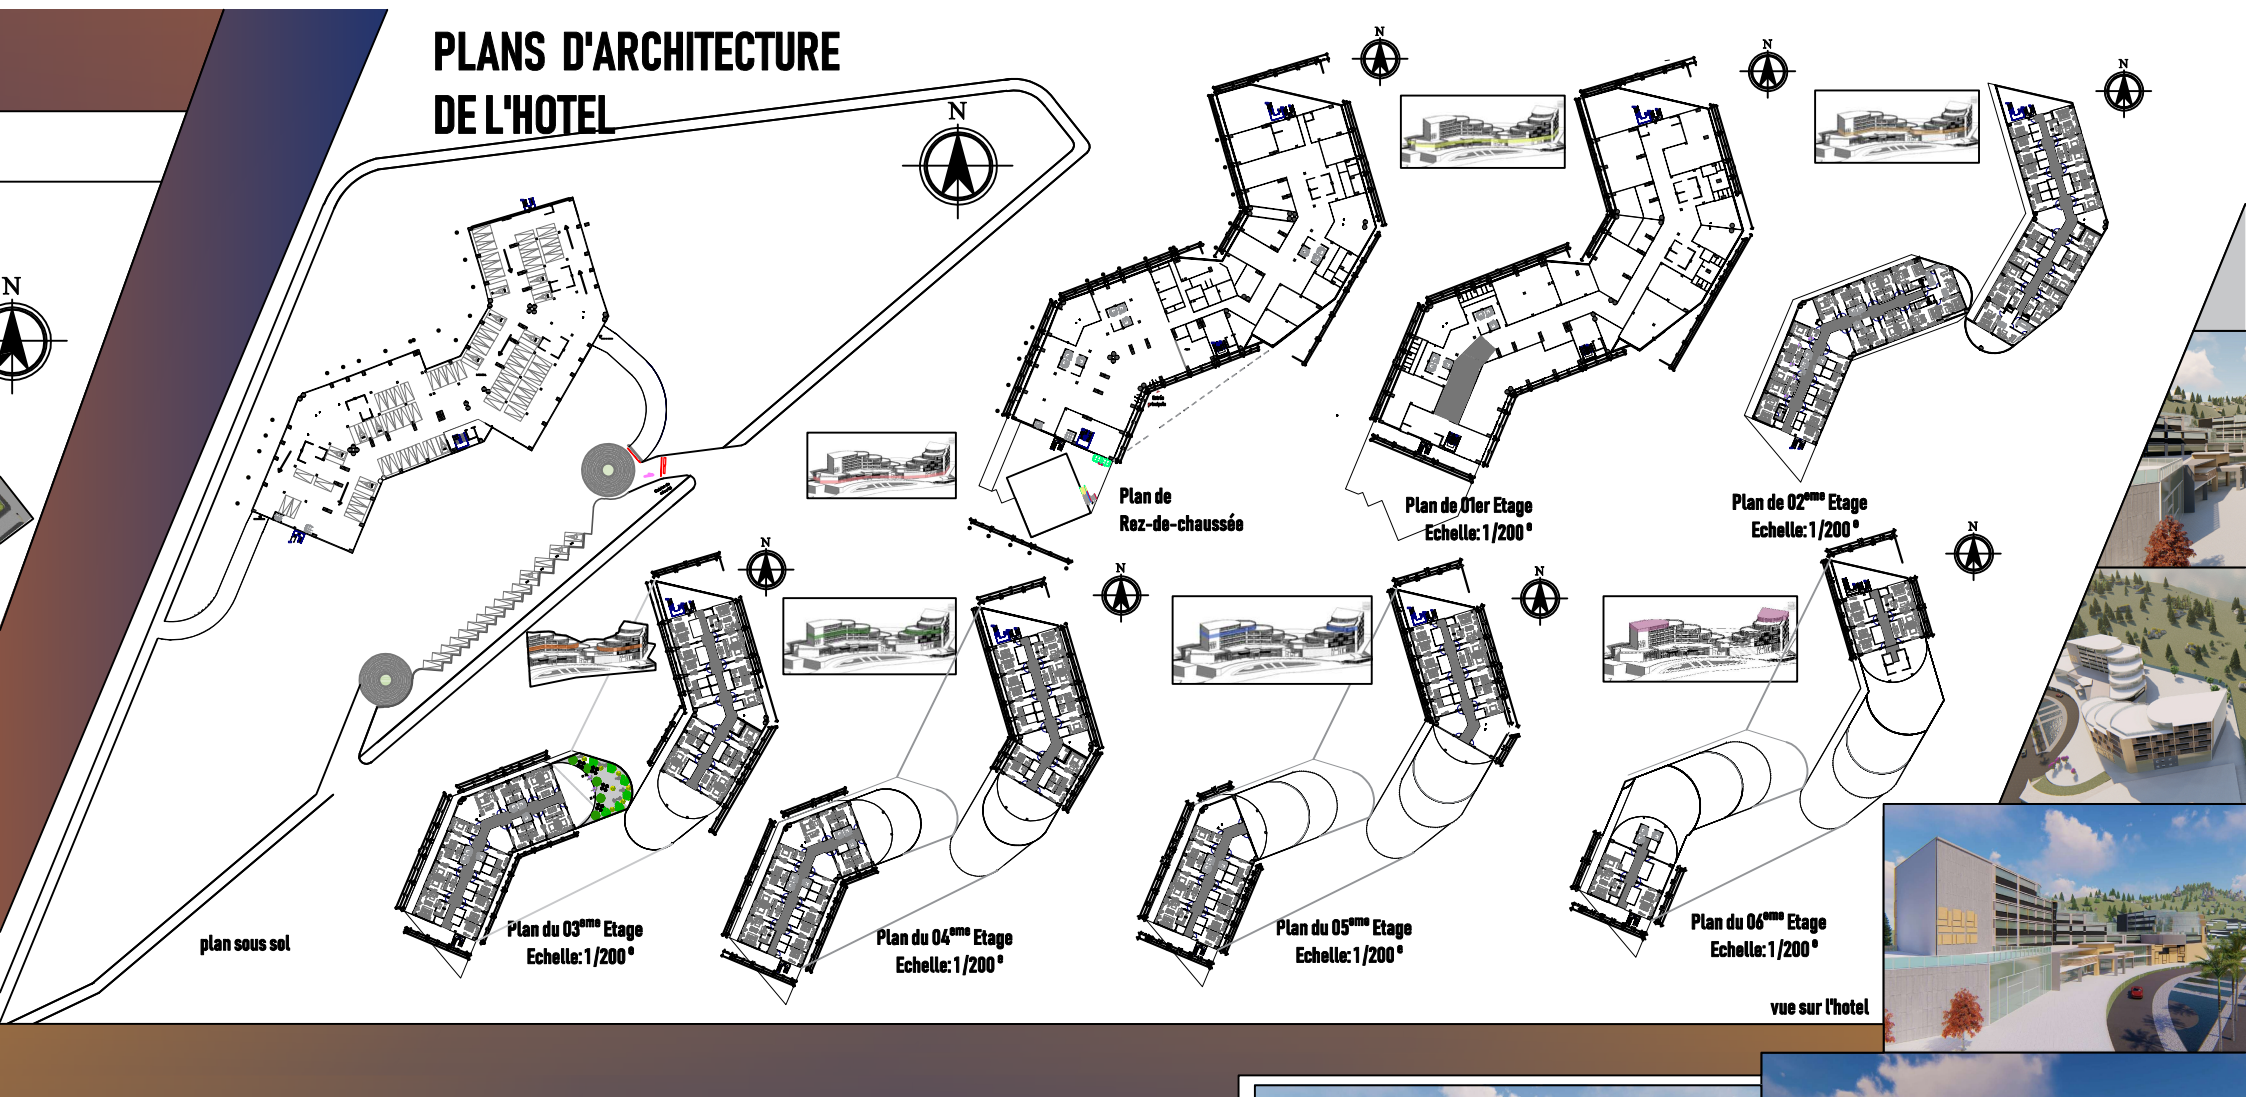 PLANS D'ARCHITECTURE
DE L'HOTEL
N
N
N
N
N
Plan de
Rez-de-chaussée
Plan de 01er Etage
Echelle: 1/200 e
Plan de 02eme Etage
Echelle: 1/200 e
N
N
N
N
plan sous sol
Plan du 03eme Etage
Echelle: 1/200 e
Plan du 04eme Etage
Echelle: 1/200 e
Plan du 05eme Etage
Echelle: 1/200 e
Plan du 06eme Etage
Echelle: 1/200 e
vue sur l'hotel